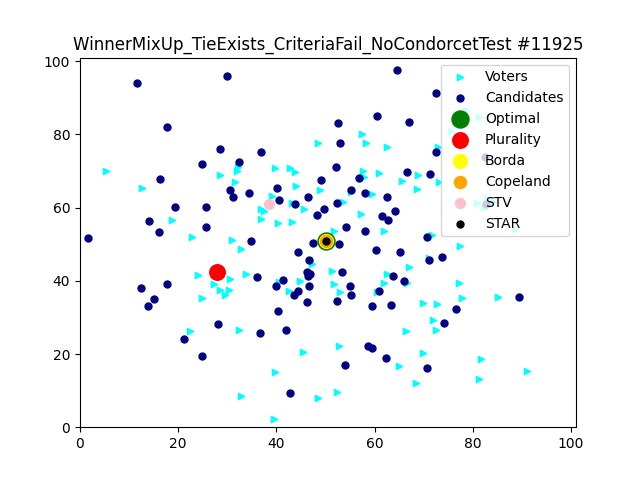 WinnerMixUp_TieExists_CriteriaFail_NoCondorcetTest #11925
100
80
60
40
20
0
0 20 40 60 80 100
Voters
Candidates
Optimal
Plurality
Borda
Copeland
STV
STAR